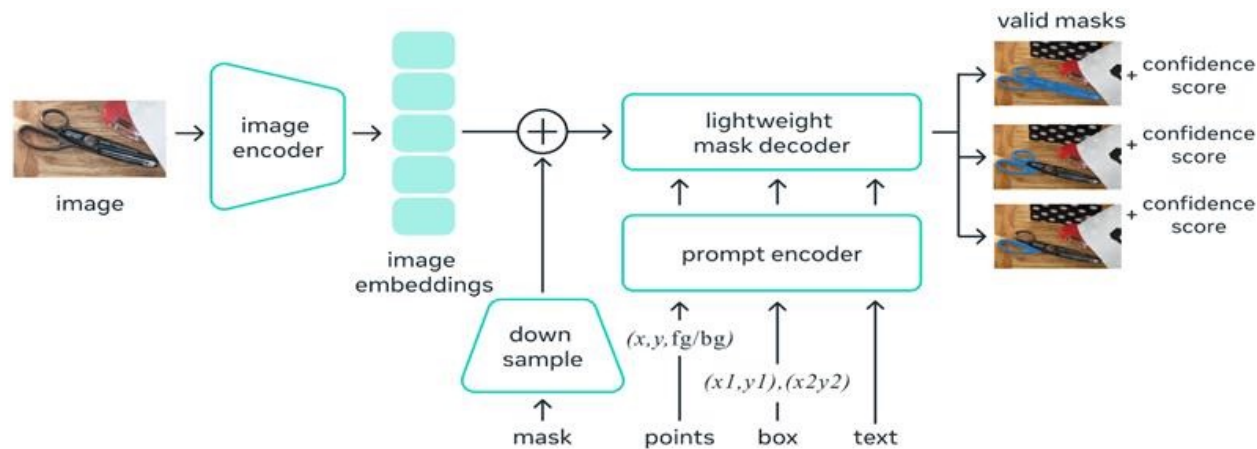 valid masks
+ confidence
score
image
encoder
lightweight
mask decoder
+ confidence
score
image
+ confidence
score
prompt encoder
image
embeddings
down
sample
(x,y,fg/bg)
(x1,y1),(x2y2)
mask
points
box
text